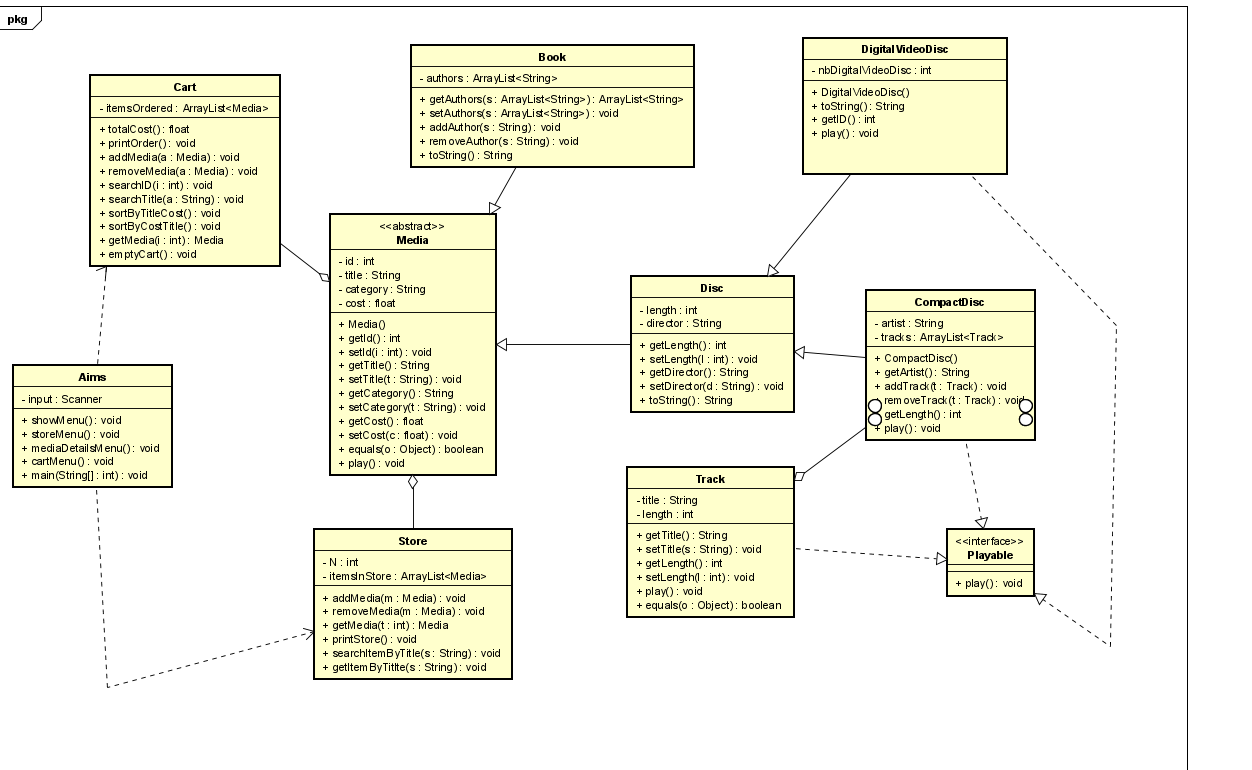 pkg
Cart
- itemsOrdered : ArrayList<Media>
+ totalCost() : float
+ printOrder() : void
+ addMedia(a : Media) : void
+ removeMedia(a : Media) : void
+ searchID(i : int) : void
+ searchTitle(a : String) : void
+ sortByTitleCost() : void
+ sortByCostTitle() : void
+ getMedia(i : int) : Media
+ emptyCart() : void
Book
- authors : ArrayList<String>
+ getAuthors(s : ArrayList<String>) : ArrayList<String>
+ setAuthors(s : ArrayList<String>) : void
+ addAuthor(s : String) : void
+ removeAuthor(s : String) : void
+ toString() : String
DigitalVideoDisc
- nbDigitalVideoDisc : int
+ DigitalVideoDisc()
+ toString() : String
+ getID() : int
+ play() : void
<<abstract>>
Media
- id : int
- title : String
- category : String
- cost : float
+ Media()
+ getId() : int
+ setId(i : int) : void
+ getTitle() : String
+ setTitle(t : String) : void
+ getCategory() : String
+ setCategory(t : String) : void
+ getCost() : float
+ setCost(c : float) : void
+ equals(o : Object) : boolean
+ play() : void
Disc
- length : int
- director : String
+ getLength() : int
+ setLength(l : int) : void
+ getDirector() : String
+ setDirector(d : String) : void
+ toString() : String
CompactDisc
- artist : String
- tracks : ArrayList<Track>
+ CompactDisc()
+ getArtist() : String
+ addTrack(t : Track) : void
removeTrack(t : Track) : void
getLength() : int
+ play() : void
Aims
- input : Scanner
+ showMenu() : void
+ storeMenu() : void
+ mediaDetailsMenu() : void
+ cartMenu() : void
+ main(String[] : int) : void
Track
- title : String
- length : int
+ getTitle() : String
+ setTitle(s : String) : void
+ getLength() : int
+ setLength(l : int) : void
+ play() : void
+ equals(o : Object) : boolean
<<interface>>
Playable
+ play() : void
Store
- N : int
- itemsInStore : ArrayList<Media>
+ addMedia(m : Media) : void
+ removeMedia(m : Media) : void
+ getMedia(t : int) : Media
+ printStore() : void
+ searchItemByTitle(s : String) : void
+ getItemByTitlte(s : String) : void